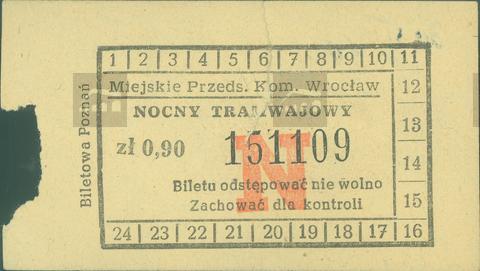 1 2 3 4 5 6 7 8 9 10 11
Miejskie Przeds. Kom. Wrocław
12
NOCNY TRAMWAJOWY
13
zł 0,90
151109
N
14
Biletu odstępować nie wolno
15
Zachować dla kontroli
24 23 22 21 20 19 18 17 16
Biletowa Poznań